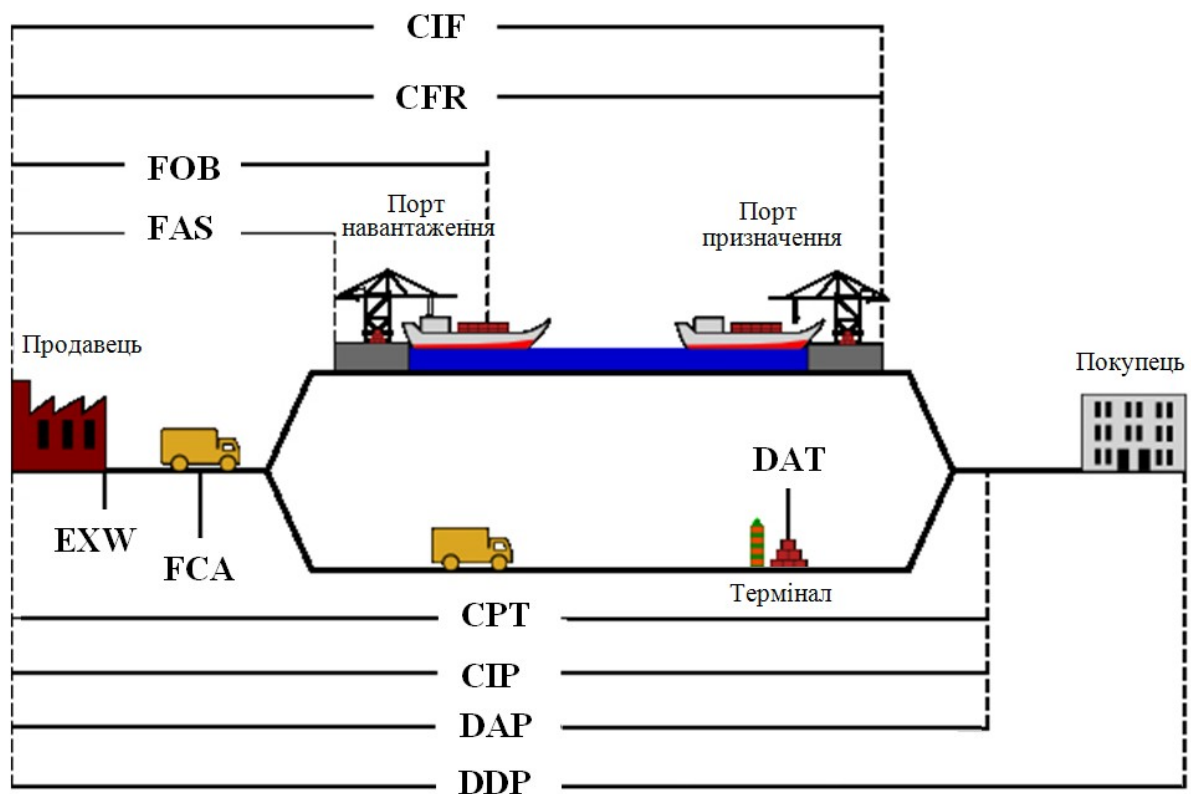 CIF
CFR
FOB
FAS
Порт
навантаження
Порт
призначення
Продавець
Покупець
EXW
FCA
DAT
Термінал
CPT
CIP
DAP
DDP